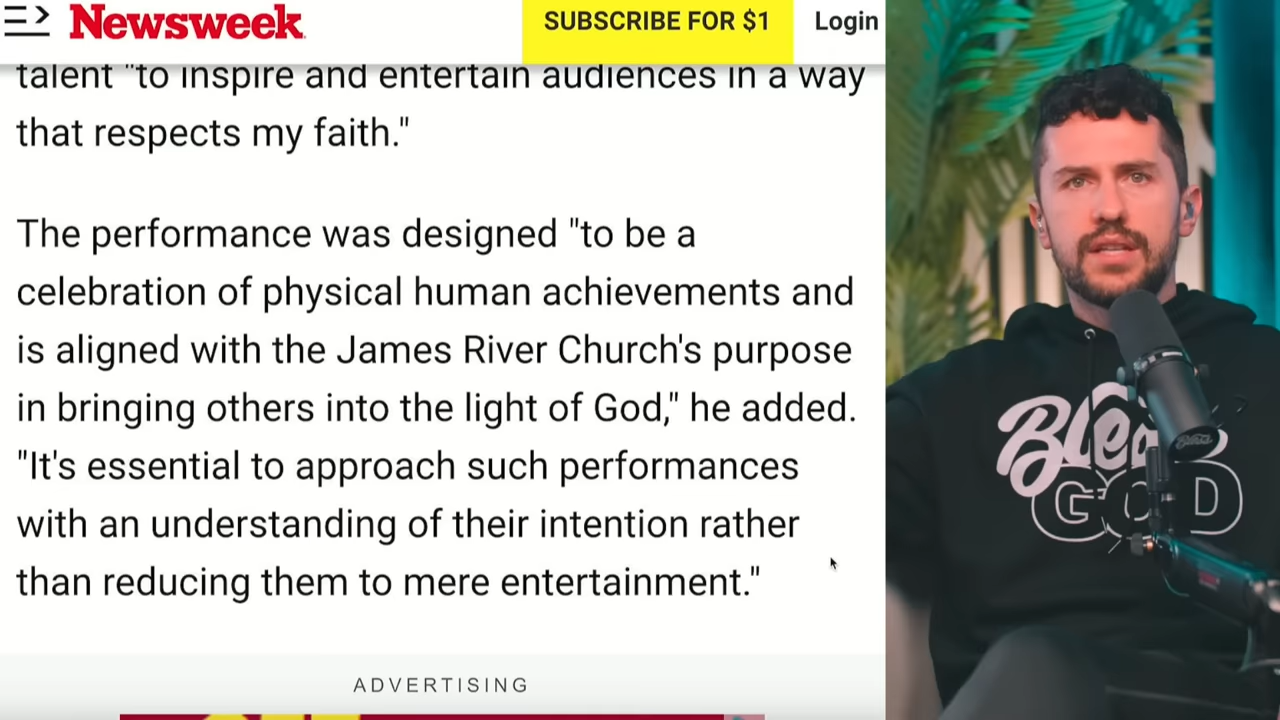 Newsweek
SUBSCRIBE FOR $1
Login
talent "to inspire and entertain audiences in a way
that respects my faith."
The performance was designed "to be a
celebration of physical human achievements and
is aligned with the James River Church's purpose
in bringing others into the light of God," he added.
"It's essential to approach such performances
with an understanding of their intention rather
than reducing them to mere entertainment."
ADVERTISING
GOD